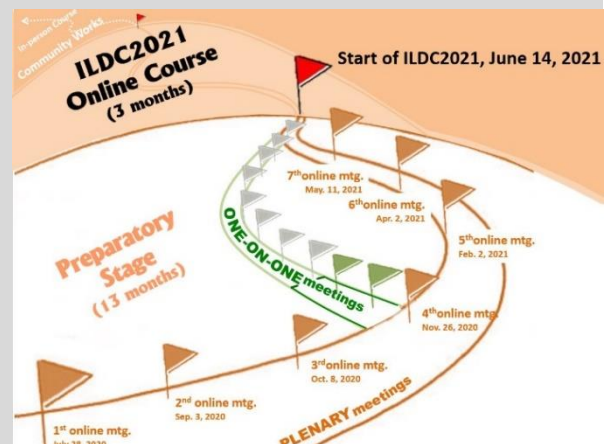 In-person Course
Community Works
ILDC2021
Online Course
(3 months)
Start of ILDC2021, June 14, 2021
7th online mtg.
May. 11, 2021
6th online mtg.
Apr. 2, 2021
5th online mtg.
Feb. 2, 2021
ONE-ON-ONE meetings
Preparatory
Stage
(13 months)
4th online mtg.
Nov. 26, 2020
3rd online mtg.
Oct. 8, 2020
2nd online mtg.
Sep. 3, 2020
1st online mtg.
July 28, 2020
PLENARY meetings